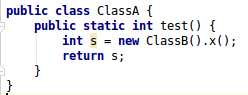 public class ClassA {
    public static int test() {
        int s = new ClassB().x();
        return s;
    }
}